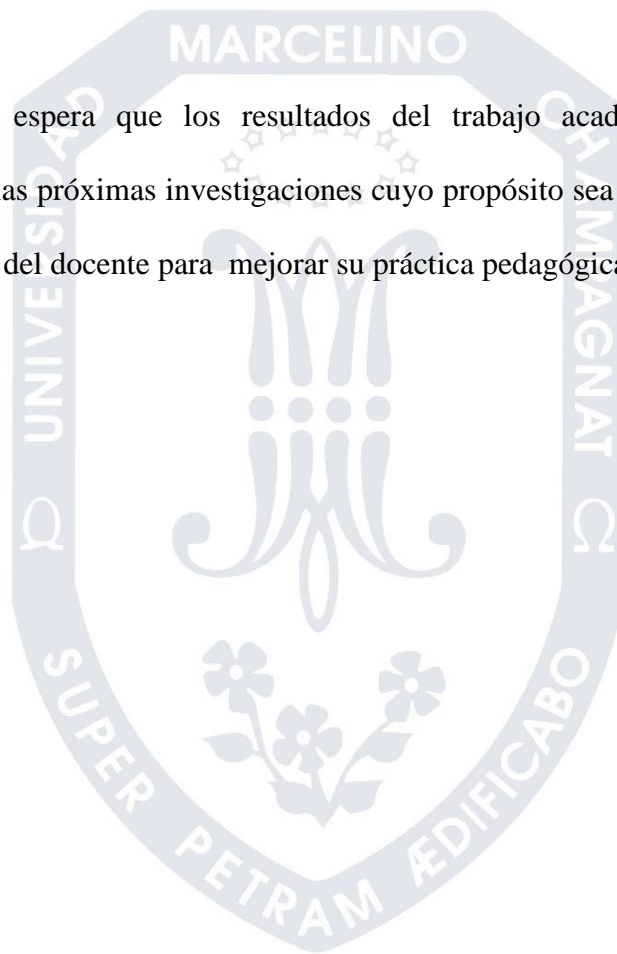 MARCELINO
UNIVERSIDAD
CHAMPAGNAT
espera que los resultados del trabajo acad
as próximas investigaciones cuyo propósito sea
del docente para mejorar su práctica pedagógica
Ω
Ω
SUPER PETRAM ÆDIFICABO